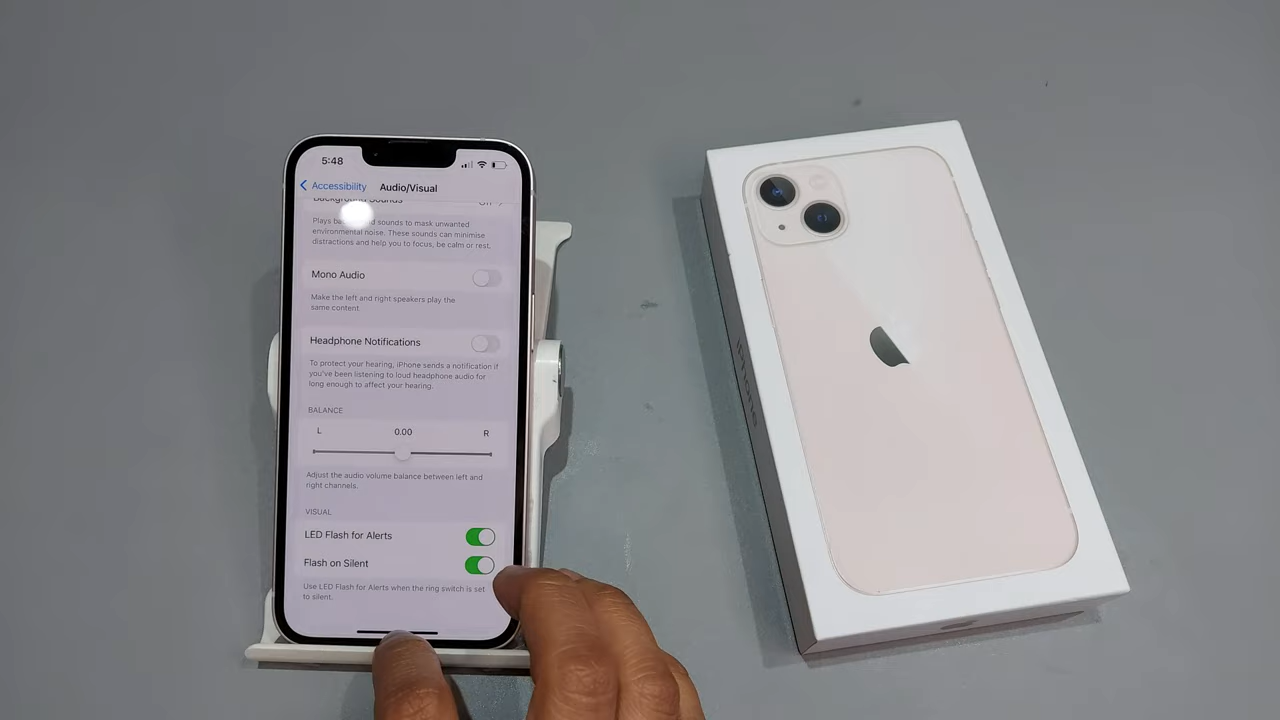 5:48
Accessibility Audio/Visual
Background Sounds
Plays background sounds to mask unwanted
environmental noise. These sounds can minimise
distractions and help you to focus, be calm or rest.
Mono Audio
Make the left and right speakers play the
same content
Headphone Notifications
To protect your hearing, iPhone sends a notification if
you've been listening to loud headphone audio for
long enough to affect your hearing.
BALANCE
L 0.00 R
Adjust the audio volume balance between left and
right channels.
VISUAL
LED Flash for Alerts
Flash on Silent
Use LED Flash for Alerts when the ring switch is set
to silent.
iPhone